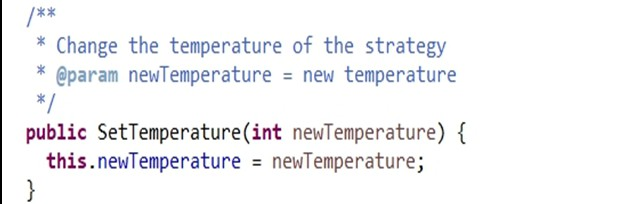 /**
* Change the temperature of the strategy
* @param newTemperature = new temperature
*/
public SetTemperature(int newTemperature) {
this.newTemperature = newTemperature;
}